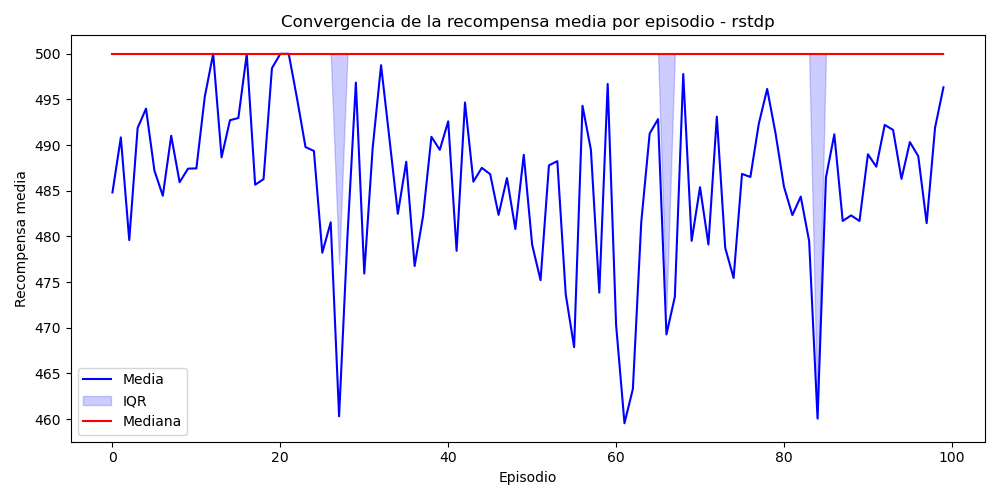 Convergencia de la recompensa media por episodio - rstdp
Recompensa media
500
495
490
485
480
475
470
465
460
Media
IQR
Mediana
0
20
40
60
80
100
Episodio